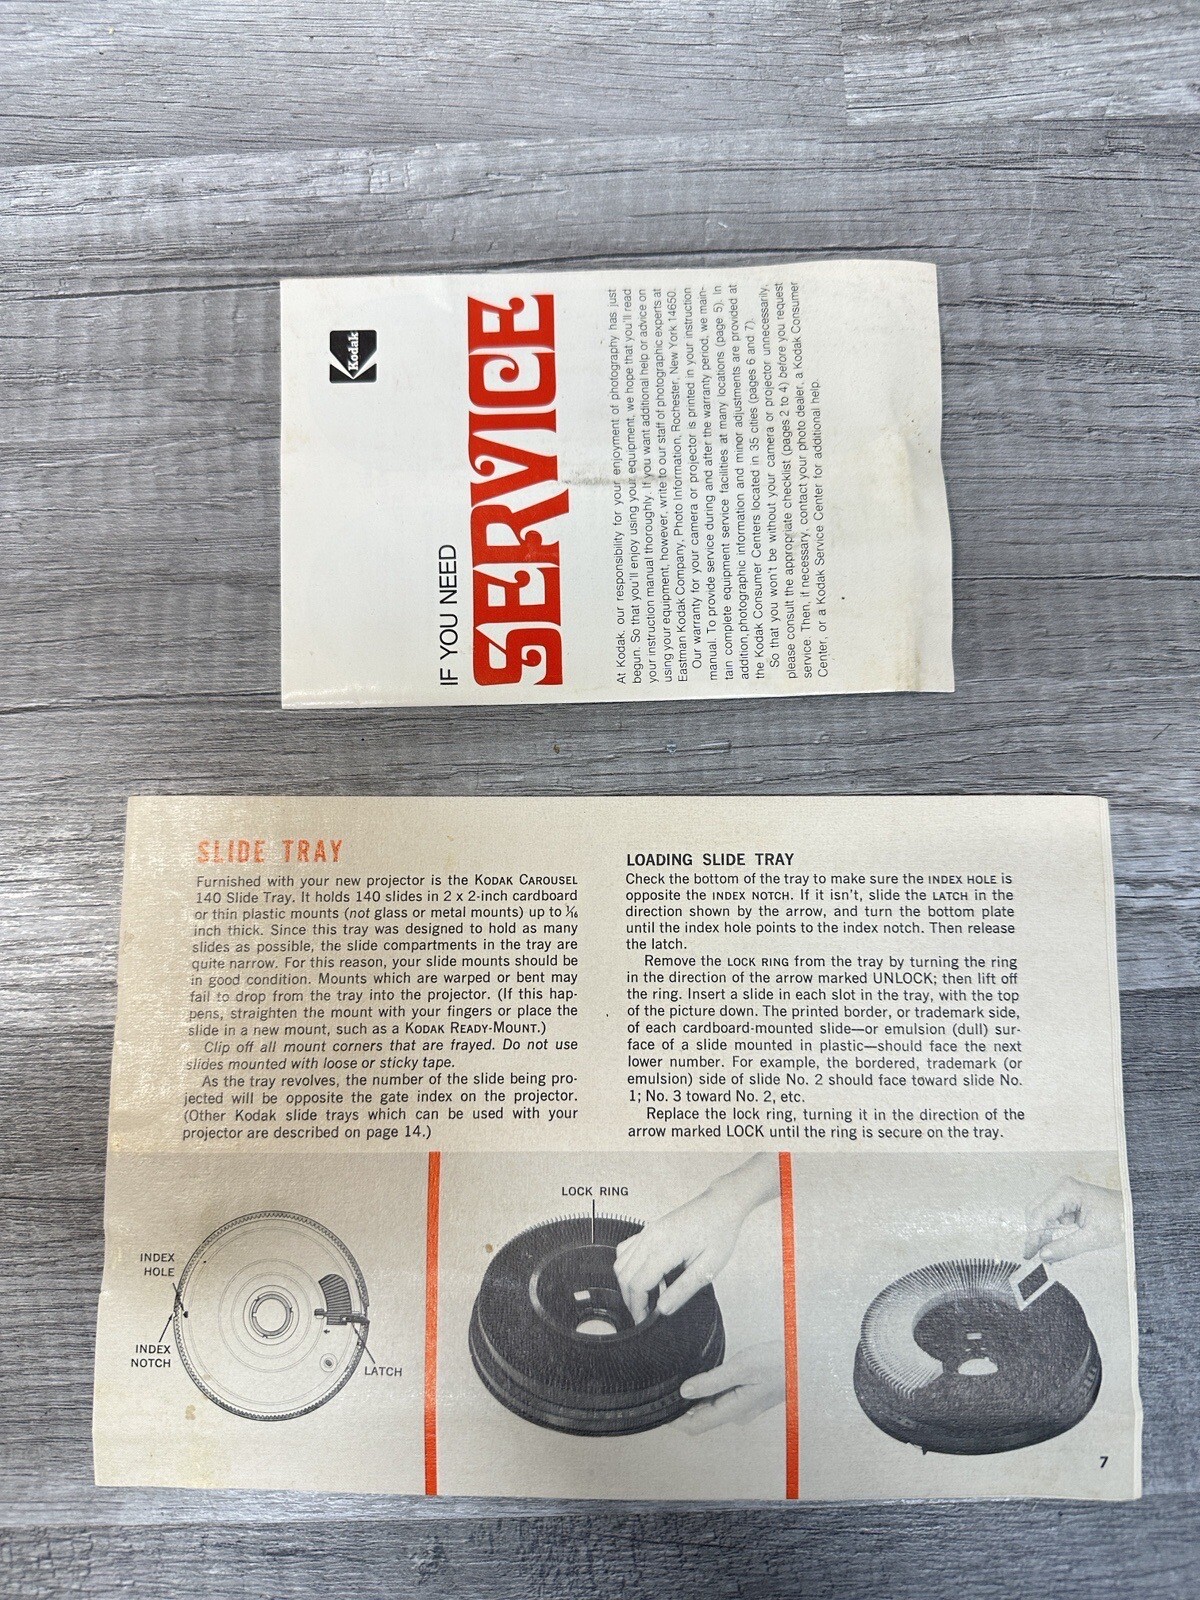 Kodak
IF YOU NEED
SERVICE
At Kodak, our responsibility for your enjoyment of photography has just
begun. So that you'll enjoy using your equipment, we hope that you'll read
your instruction manual thoroughly. If you want additional help or advice on
using your equipment, however, write to our staff of photographic experts at
Eastman Kodak Company, Photo Information, Rochester, New York 14650.
Our warranty for your camera or projector is printed in your instruction
manual. To provide service during and after the warranty period, we main-
tain complete equipment service facilities at many locations (page 5). In
addition, photographic information and minor adjustments are provided at
the Kodak Consumer Centers located in 35 cities (pages 6 and 7).
So that you won't be without your camera or projector unnecessarily,
please consult the appropriate checklist (pages 2 to 4) before you request
service. Then, if necessary, contact your photo dealer, a Kodak Consumer
Center, or a Kodak Service Center for additional help.
SLIDE TRAY
Furnished with your new projector is the KODAK CAROUSEL
140 Slide Tray. It holds 140 slides in 2 x 2-inch cardboard
or thin plastic mounts (not glass or metal mounts) up to 1/16
inch thick. Since this tray was designed to hold as many
slides as possible, the slide compartments in the tray are
quite narrow. For this reason, your slide mounts should be
in good condition. Mounts which are warped or bent may
fail to drop from the tray into the projector. (If this hap-
pens, straighten the mount with your fingers or place the
slide in a new mount, such as a KODAK READY-MOUNT.)
Clip off all mount corners that are frayed. Do not use
slides mounted with loose or sticky tape.
As the tray revolves, the number of the slide being pro-
jected will be opposite the gate index on the projector.
(Other Kodak slide trays which can be used with your
projector are described on page 14.)
LOADING SLIDE TRAY
Check the bottom of the tray to make sure the INDEX HOLE is
opposite the INDEX NOTCH. If it isn't, slide the LATCH in the
direction shown by the arrow, and turn the bottom plate
until the index hole points to the index notch. Then release
the latch.
Remove the LOCK RING from the tray by turning the ring
in the direction of the arrow marked UNLOCK; then lift off
the ring. Insert a slide in each slot in the tray, with the top
of the picture down. The printed border, or trademark side,
of each cardboard-mounted slide—or emulsion (dull) sur-
face of a slide mounted in plastic—should face the next
lower number. For example, the bordered, trademark (or
emulsion) side of slide No. 2 should face toward slide No.
1; No. 3 toward No. 2, etc.
Replace the lock ring, turning it in the direction of the
arrow marked LOCK until the ring is secure on the tray.
INDEX
HOLE
INDEX
NOTCH
LATCH
LOCK RING
7